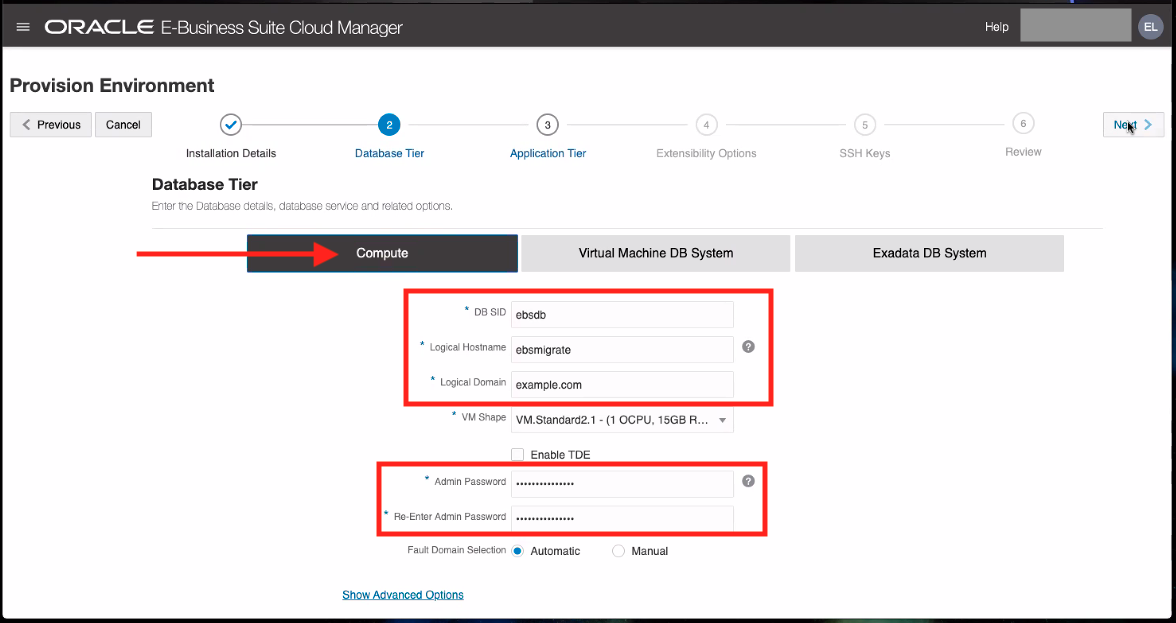 ORACLE E-Business Suite Cloud Manager
Help
EL
Provision Environment
Previous
Cancel
2
3
4
5
6
Next
Installation Details
Database Tier
Application Tier
Extensibility Options
SSH Keys
Review
Database Tier
Enter the Database details, database service and related options.
Compute
Virtual Machine DB System
Exadata DB System
* DB SID ebsdb
* Logical Hostname ebsmigrate ?
* Logical Domain example.com
* VM Shape VM.Standard2.1 - (1 OCPU, 15GB R...
Enable TDE
* Admin Password ••••••••••••••• ?
* Re-Enter Admin Password •••••••••••••••
Fault Domain Selection Automatic Manual
Show Advanced Options